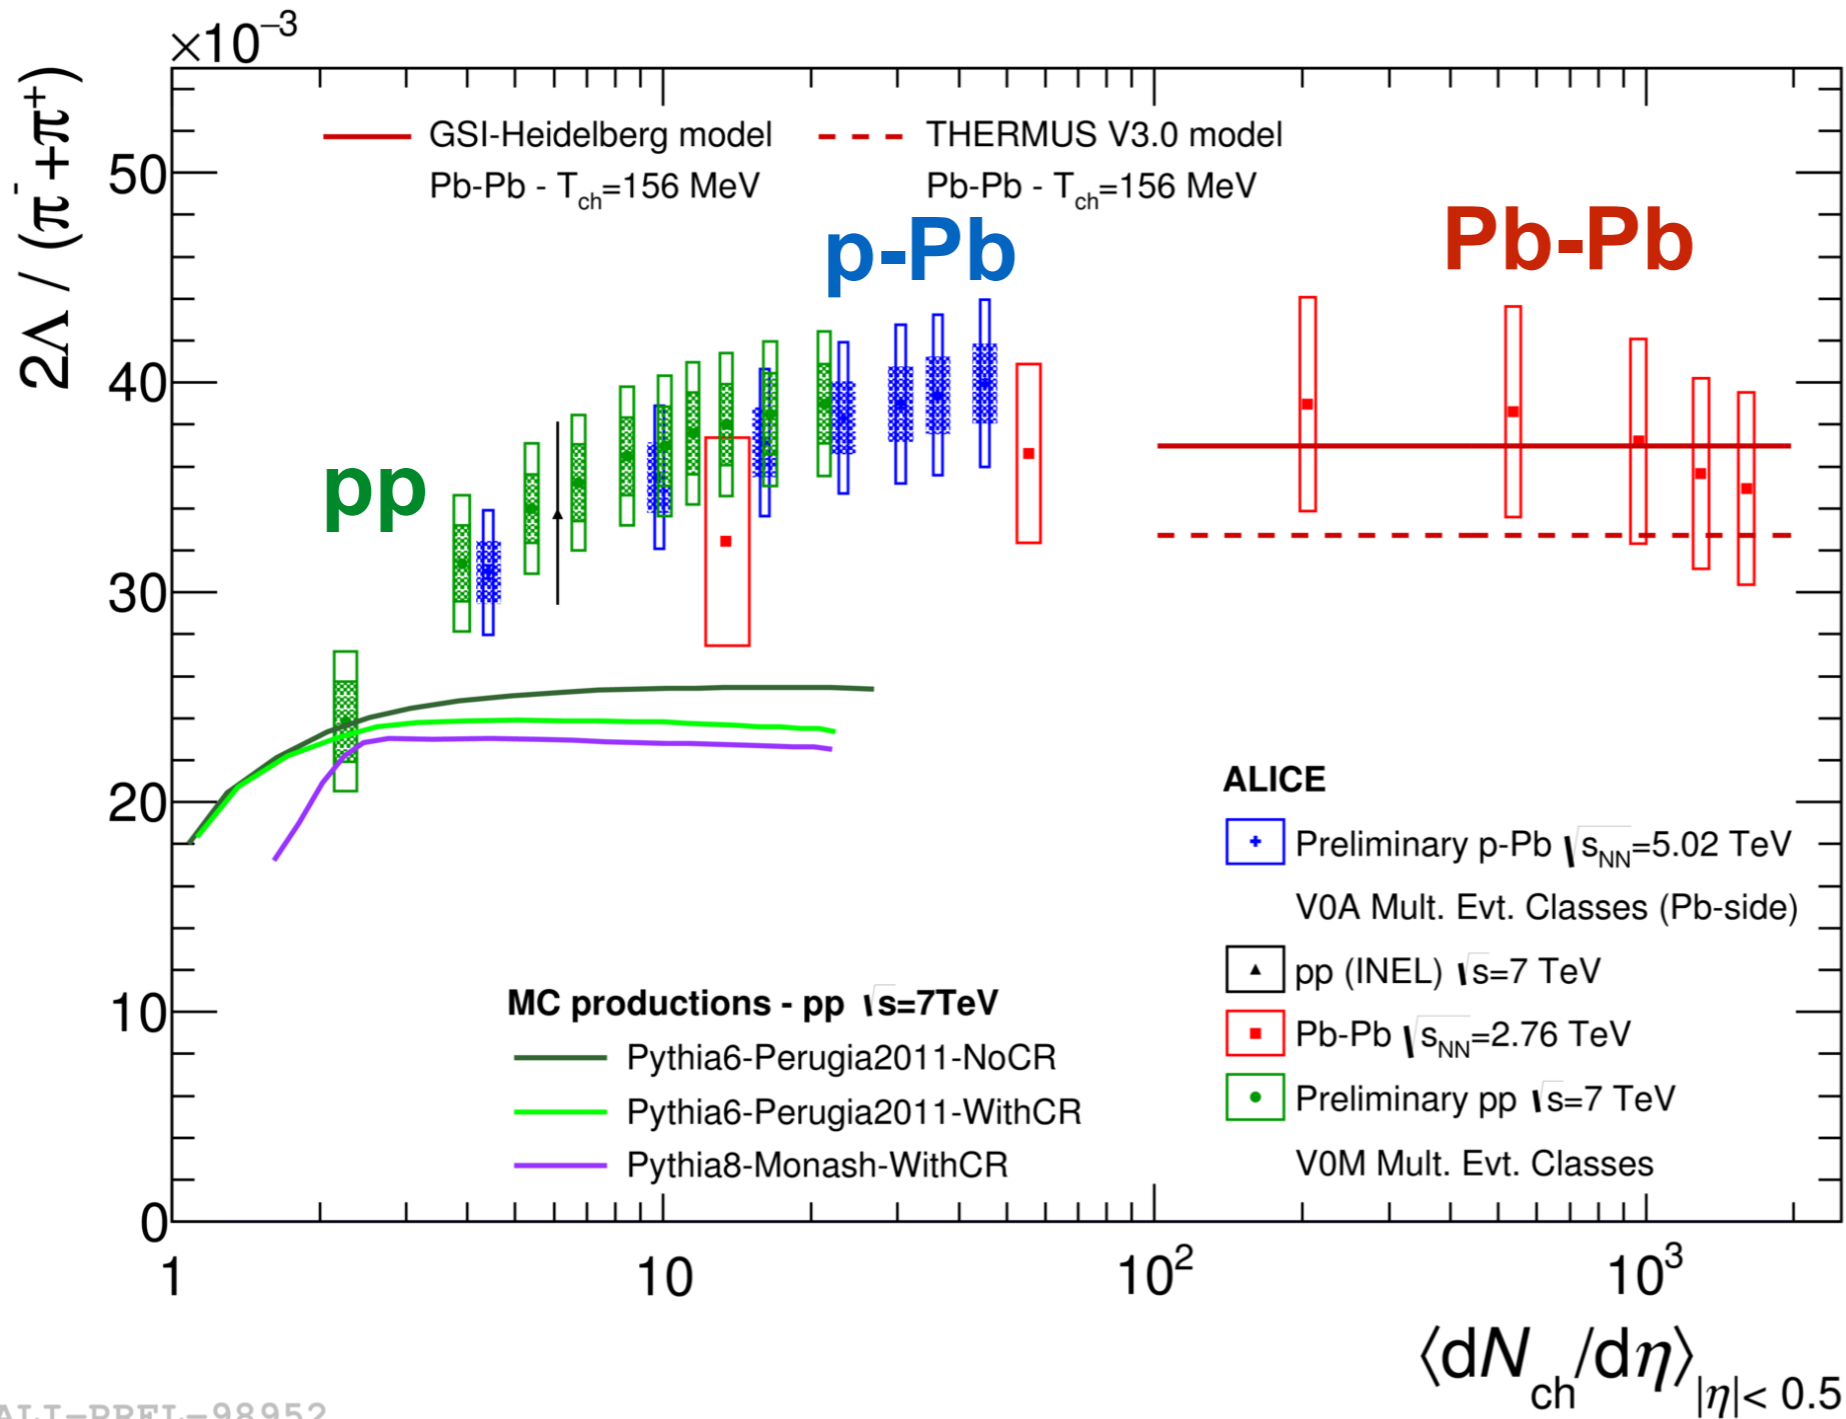 ×10⁻³
2Λ / (π⁻+π⁺)
GSI-Heidelberg model
Pb-Pb - T_ch=156 MeV
THERMUS V3.0 model
Pb-Pb - T_ch=156 MeV
p-Pb
Pb-Pb
pp
50
40
30
20
10
0
ALICE
Preliminary p-Pb √s_NN=5.02 TeV
V0A Mult. Evt. Classes (Pb-side)
pp (INEL) √s=7 TeV
Pb-Pb √s_NN=2.76 TeV
Preliminary pp √s=7 TeV
V0M Mult. Evt. Classes
MC productions - pp √s=7TeV
Pythia6-Perugia2011-NoCR
Pythia6-Perugia2011-WithCR
Pythia8-Monash-WithCR
1 10 10² 10³
⟨dN_ch/dη⟩_|η|< 0.5
ALI-PREL-98952